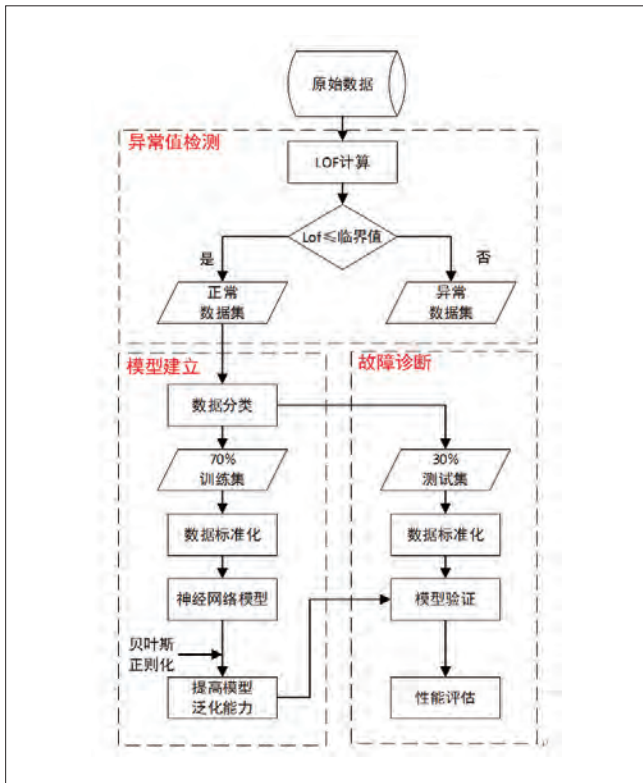 原始数据
异常值检测
LOF计算
Lof≤临界值
是
否
正常
数据集
异常
数据集
模型建立
故障诊断
数据分类
70%
训练集
30%
测试集
数据标准化
数据标准化
神经网络模型
模型验证
贝叶斯
正则化
提高模型
泛化能力
性能评估